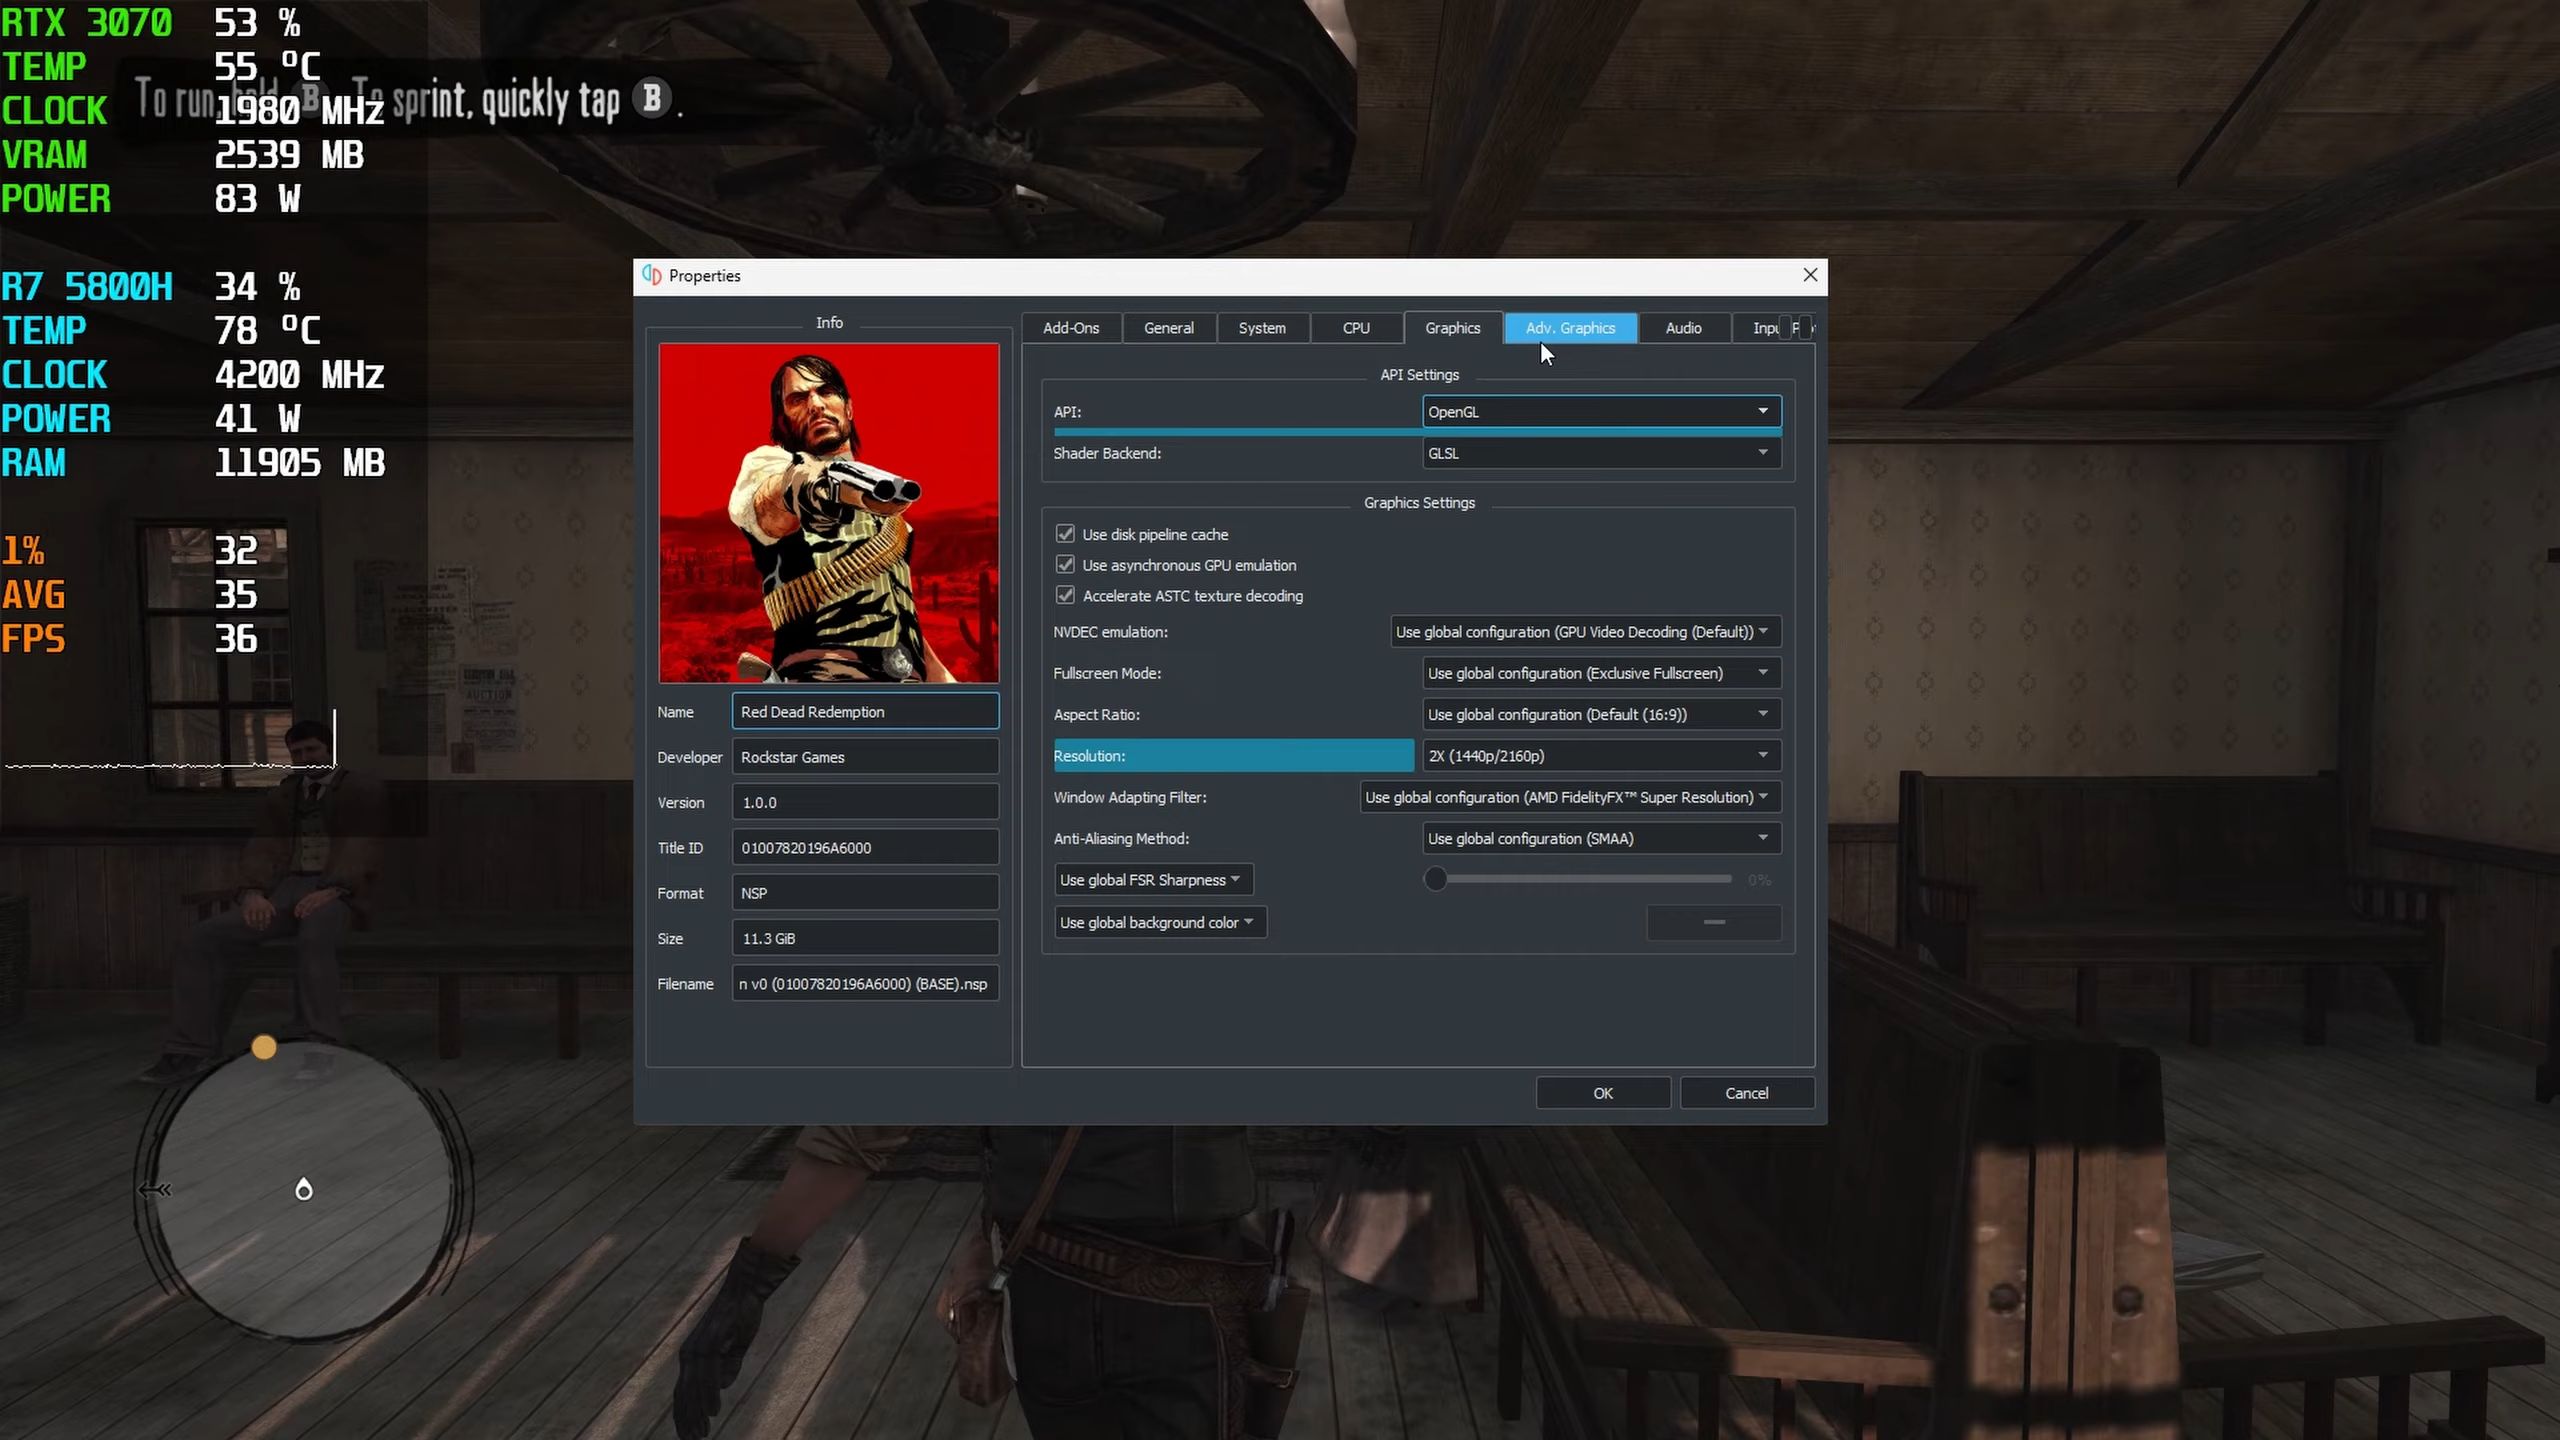 RTX 3070 53 %
TEMP 55 ºC
CLOCK 1980 MHz
VRAM 2539 MB
POWER 83 W
To run, hold B. To sprint, quickly tap B.
R7 5800H 34 %
TEMP 78 ºC
CLOCK 4200 MHz
POWER 41 W
RAM 11905 MB
1% 32
AVG 35
FPS 36
AUCTION
Properties
Info
Name Red Dead Redemption
Developer Rockstar Games
Version 1.0.0
Title ID 01007820196A6000
Format NSP
Size 11.3 GiB
Filename n v0 (01007820196A6000) (BASE).nsp
Add-Ons General System CPU Graphics Adv. Graphics Audio
API Settings
API: OpenGL
Shader Backend: GLSL
Graphics Settings
Use disk pipeline cache
Use asynchronous GPU emulation
Accelerate ASTC texture decoding
NVDEC emulation: Use global configuration (GPU Video Decoding (Default))
Fullscreen Mode: Use global configuration (Exclusive Fullscreen)
Aspect Ratio: Use global configuration (Default (16:9))
Resolution: 2X (1440p/2160p)
Window Adapting Filter: Use global configuration (AMD FidelityFX™ Super Resolution)
Anti-Aliasing Method: Use global configuration (SMAA)
Use global FSR Sharpness 0%
Use global background color
OK Cancel